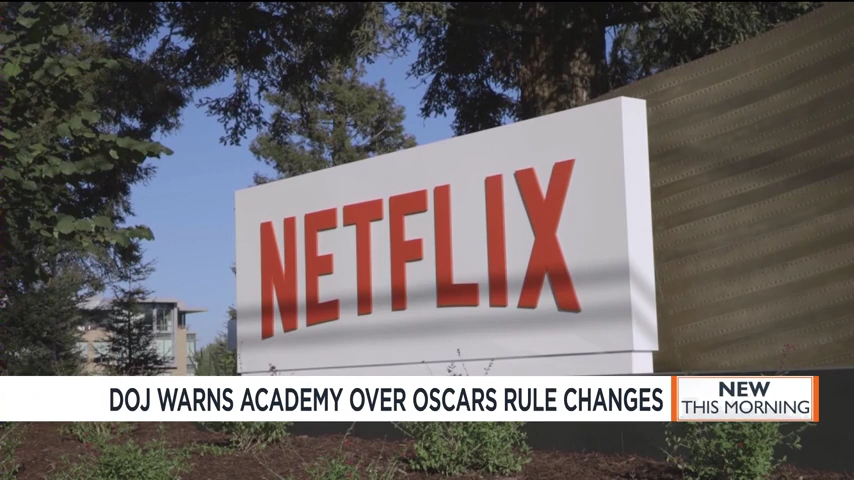 NETFLIX
DOJ WARNS ACADEMY OVER OSCARS RULE CHANGES
NEW
THIS MORNING